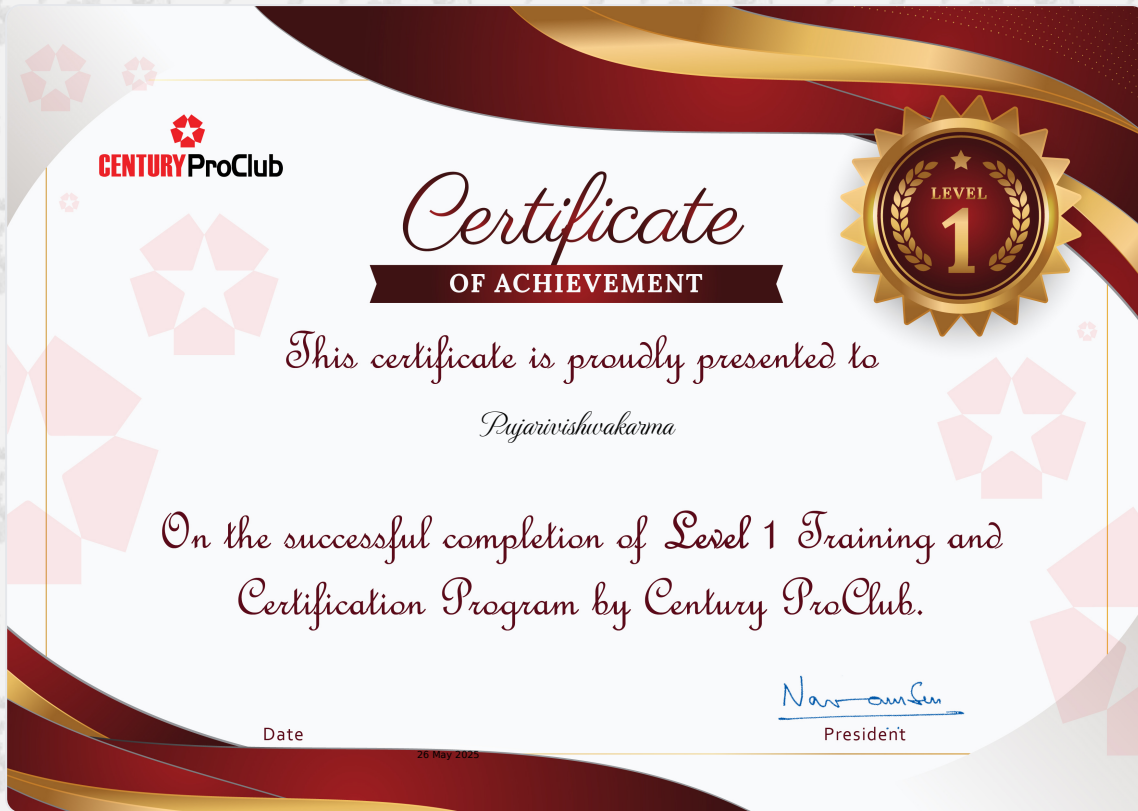 CENTURY ProClub
Certificate
OF ACHIEVEMENT
LEVEL
1
This certificate is proudly presented to
Pujarivishwakarma
On the successful completion of Level 1 Training and
Certification Program by Century ProClub.
Date
26 May 2025
President